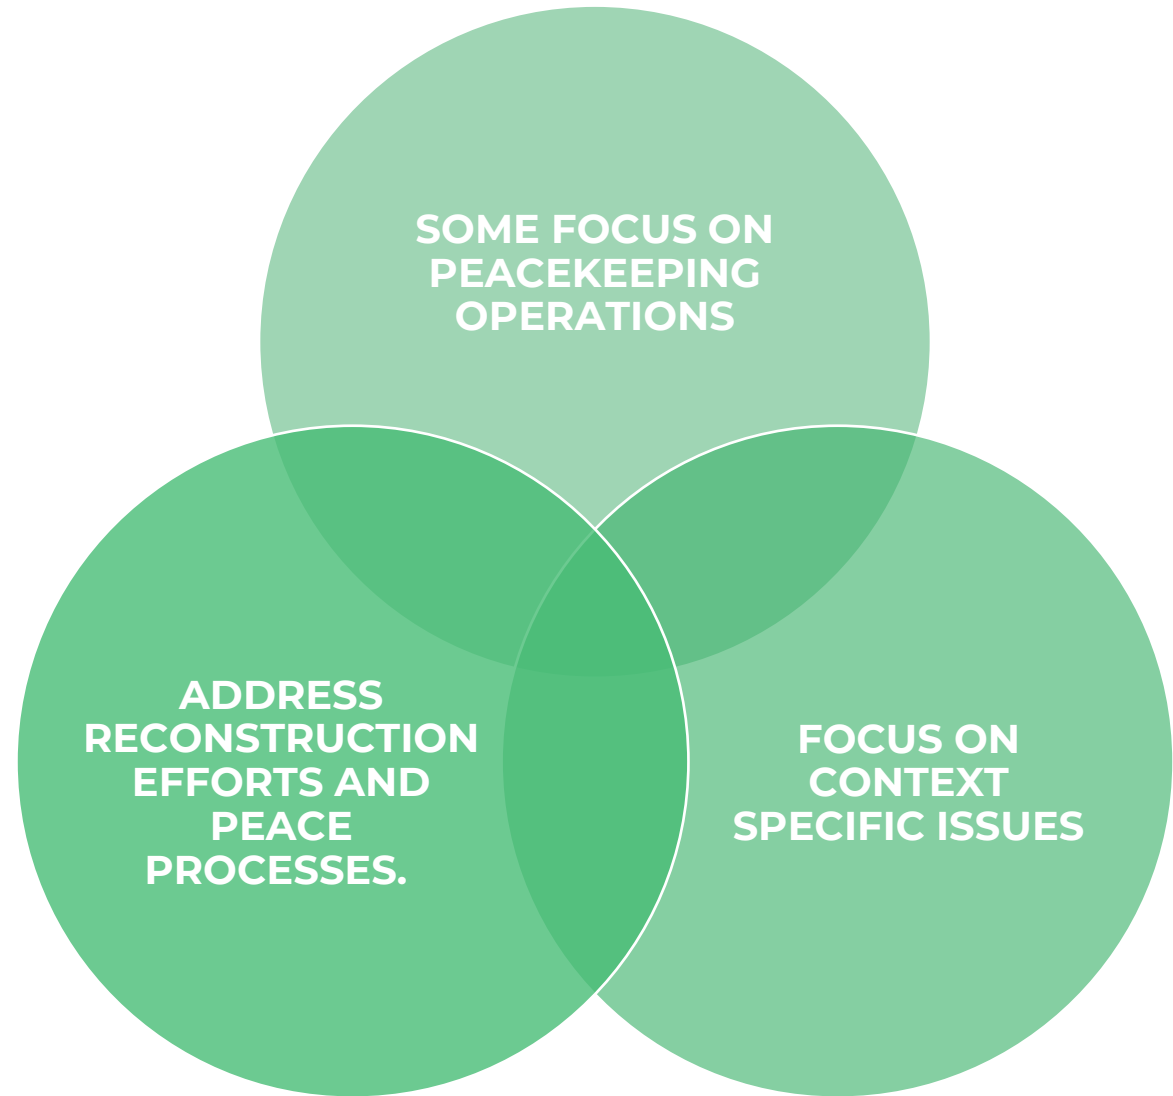 SOME FOCUS ON
PEACEKEEPING
OPERATIONS
ADDRESS
RECONSTRUCTION
EFFORTS AND
PEACE
PROCESSES.
FOCUS ON
CONTEXT
SPECIFIC ISSUES